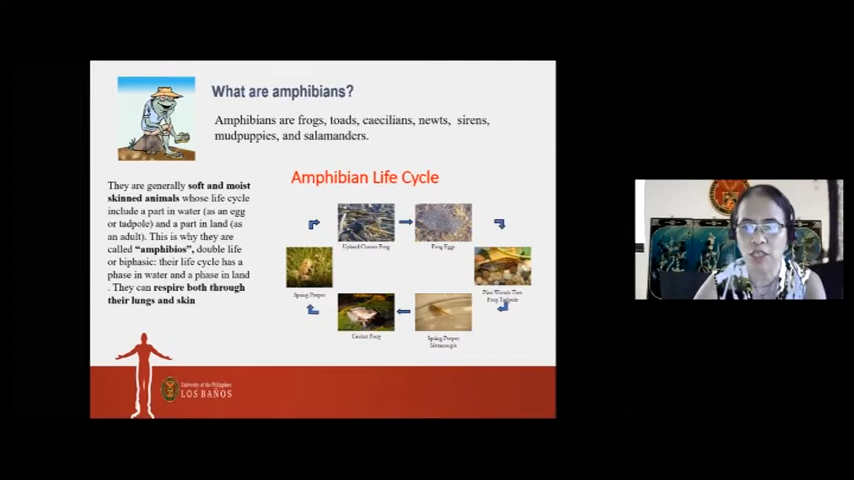 What are amphibians?
Amphibians are frogs, toads, caecilians, newts, sirens,
mudpuppies, and salamanders.
Amphibian Life Cycle
They are generally soft and moist
skinned animals whose life cycle
include a part in water (as an egg
or tadpole) and a part in land (as
an adult). This is why they are
called "amphibios", double life
or biphasic: their life cycle has a
phase in water and a phase in land
. They can respire both through
their lungs and skin
Upland Chorus Frog
Frog Eggs
Spring Peeper
Frog Tadpole
Cricket Frog
Spring Peeper
University of the Philippines
LOS BAÑOS